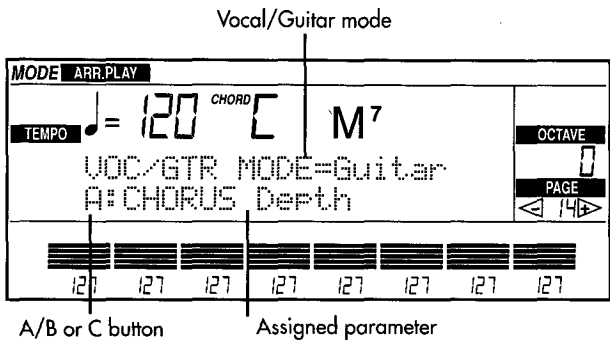 Vocal/Guitar mode
MODE ARR.PLAY
TEMPO ♩= 120 CHORD C M7
OCTAVE
0
VOC/GTR MODE=Guitar
A:CHORUS Depth
PAGE
- 14 +
127 127 127 127 127 127 127 127
A/B or C button
Assigned parameter